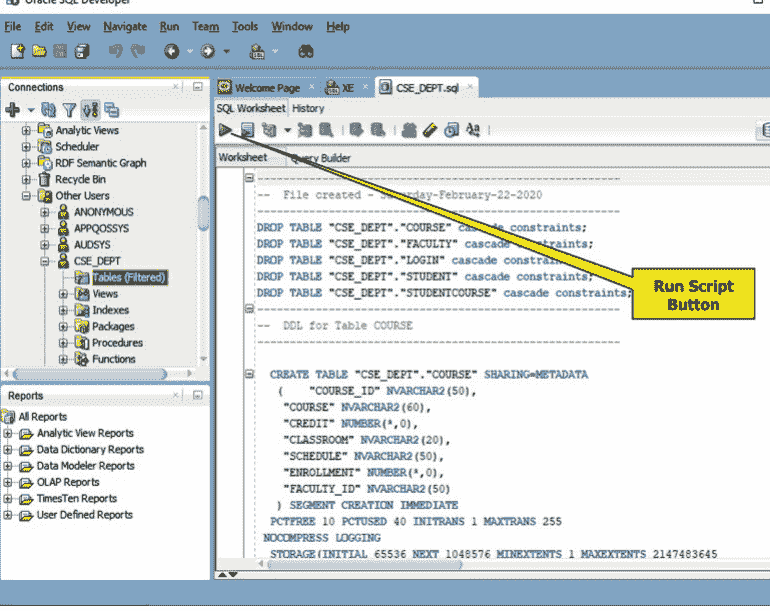 Oracle SQL Developer
File Edit View Navigate Run Team Tools Window Help
Connections
Analytic Views
Scheduler
RDF Semantic Graph
Recycle Bin
Other Users
ANONYMOUS
APPQOSSYS
AUDSYS
CSE_DEPT
Tables (Filtered)
Views
Indexes
Packages
Procedures
Functions
Reports
All Reports
Analytic View Reports
Data Dictionary Reports
Data Modeler Reports
OLAP Reports
TimesTen Reports
User Defined Reports
Welcome Page XE CSE_DEPT.sql
SQL Worksheet History
Worksheet Query Builder
--------------------------------------------------------
-- File created - Saturday-February-22-2020
--------------------------------------------------------
DROP TABLE "CSE_DEPT"."COURSE" cascade constraints;
DROP TABLE "CSE_DEPT"."FACULTY" cascade constraints;
DROP TABLE "CSE_DEPT"."LOGIN" cascade constraints;
DROP TABLE "CSE_DEPT"."STUDENT" cascade constraints;
DROP TABLE "CSE_DEPT"."STUDENTCOURSE" cascade constraints;
--------------------------------------------------------
-- DDL for Table COURSE
--------------------------------------------------------
CREATE TABLE "CSE_DEPT"."COURSE" SHARING=METADATA
( "COURSE_ID" NVARCHAR2(50),
"COURSE" NVARCHAR2(60),
"CREDIT" NUMBER(*,0),
"CLASSROOM" NVARCHAR2(20),
"SCHEDULE" NVARCHAR2(50),
"ENROLLMENT" NUMBER(*,0),
"FACULTY_ID" NVARCHAR2(50)
) SEGMENT CREATION IMMEDIATE
PCTFREE 10 PCTUSED 40 INITRANS 1 MAXTRANS 255
NOCOMPRESS LOGGING
STORAGE(INITIAL 65536 NEXT 1048576 MINEXTENTS 1 MAXEXTENTS 2147483645
Run Script
Button